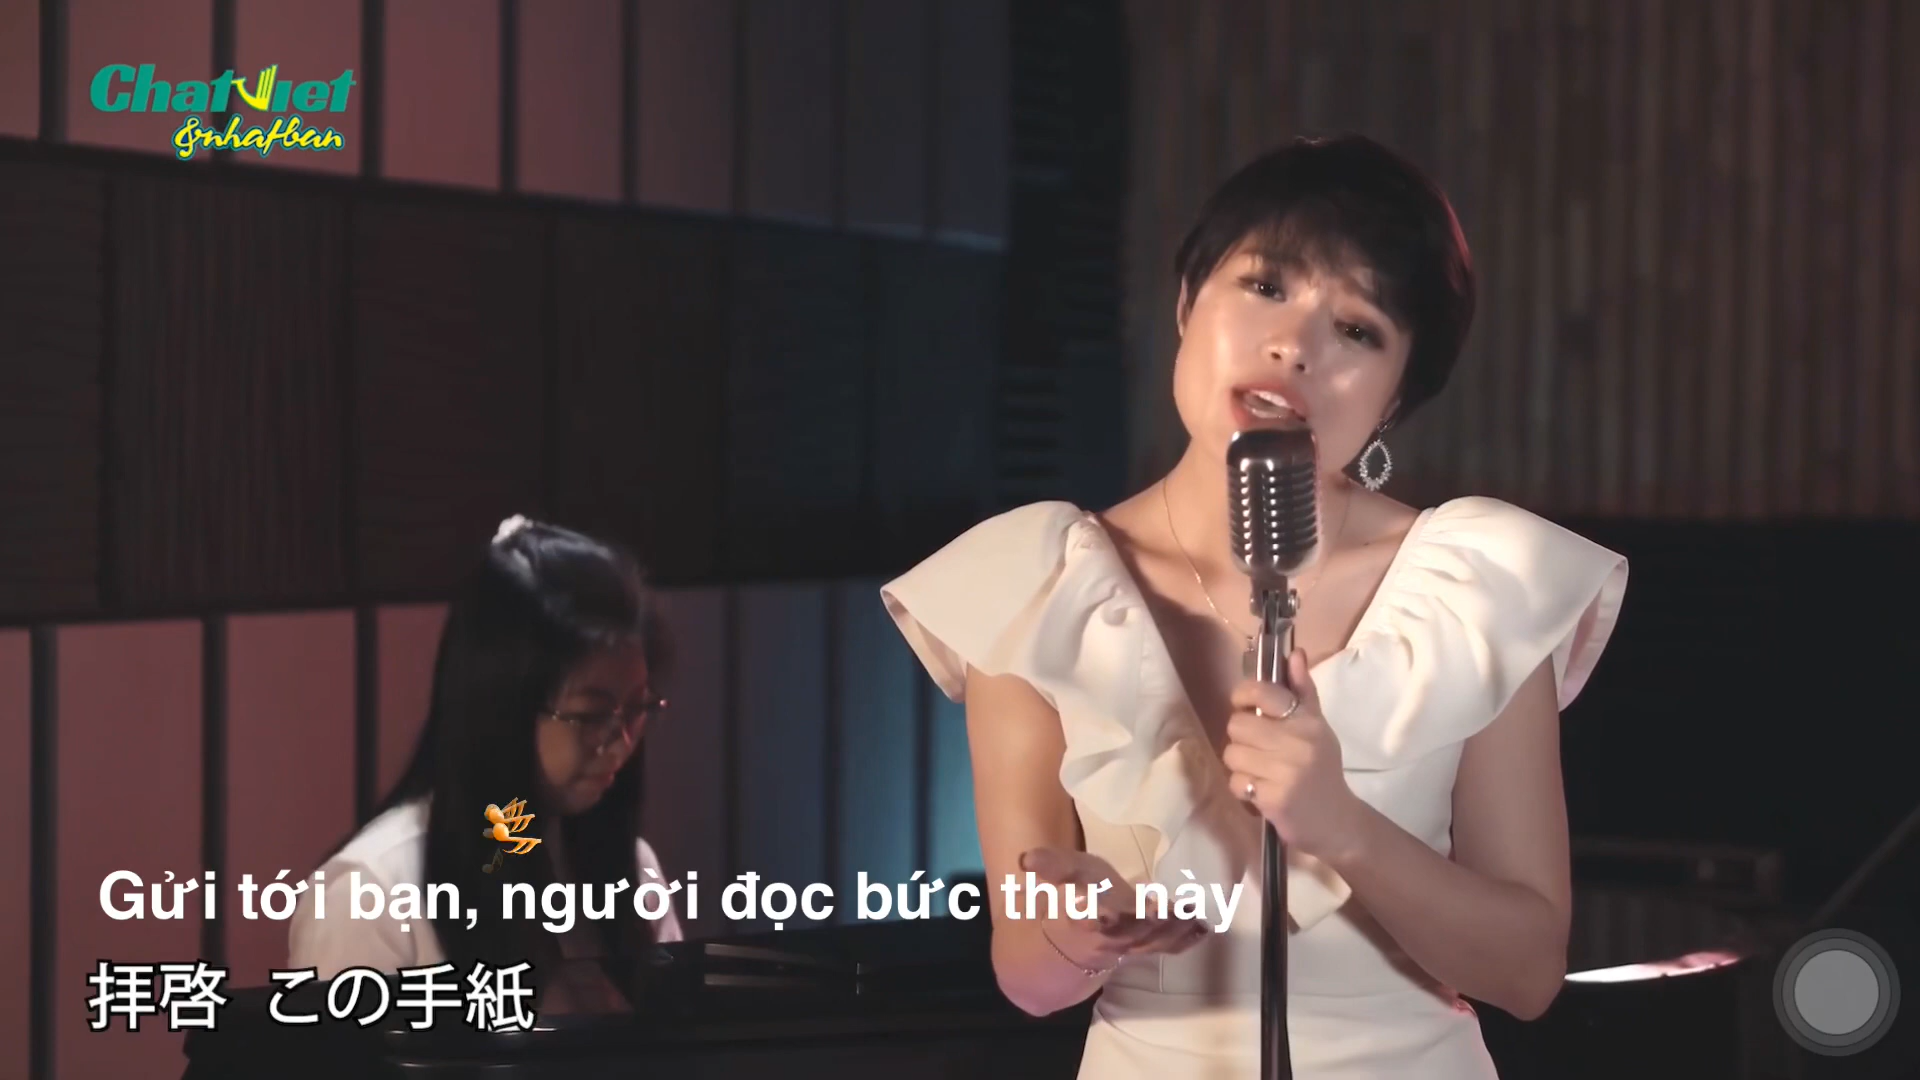 ChatViet
&nhatban
Gửi tới bạn, người đọc bức thư này
拝啓 この手紙